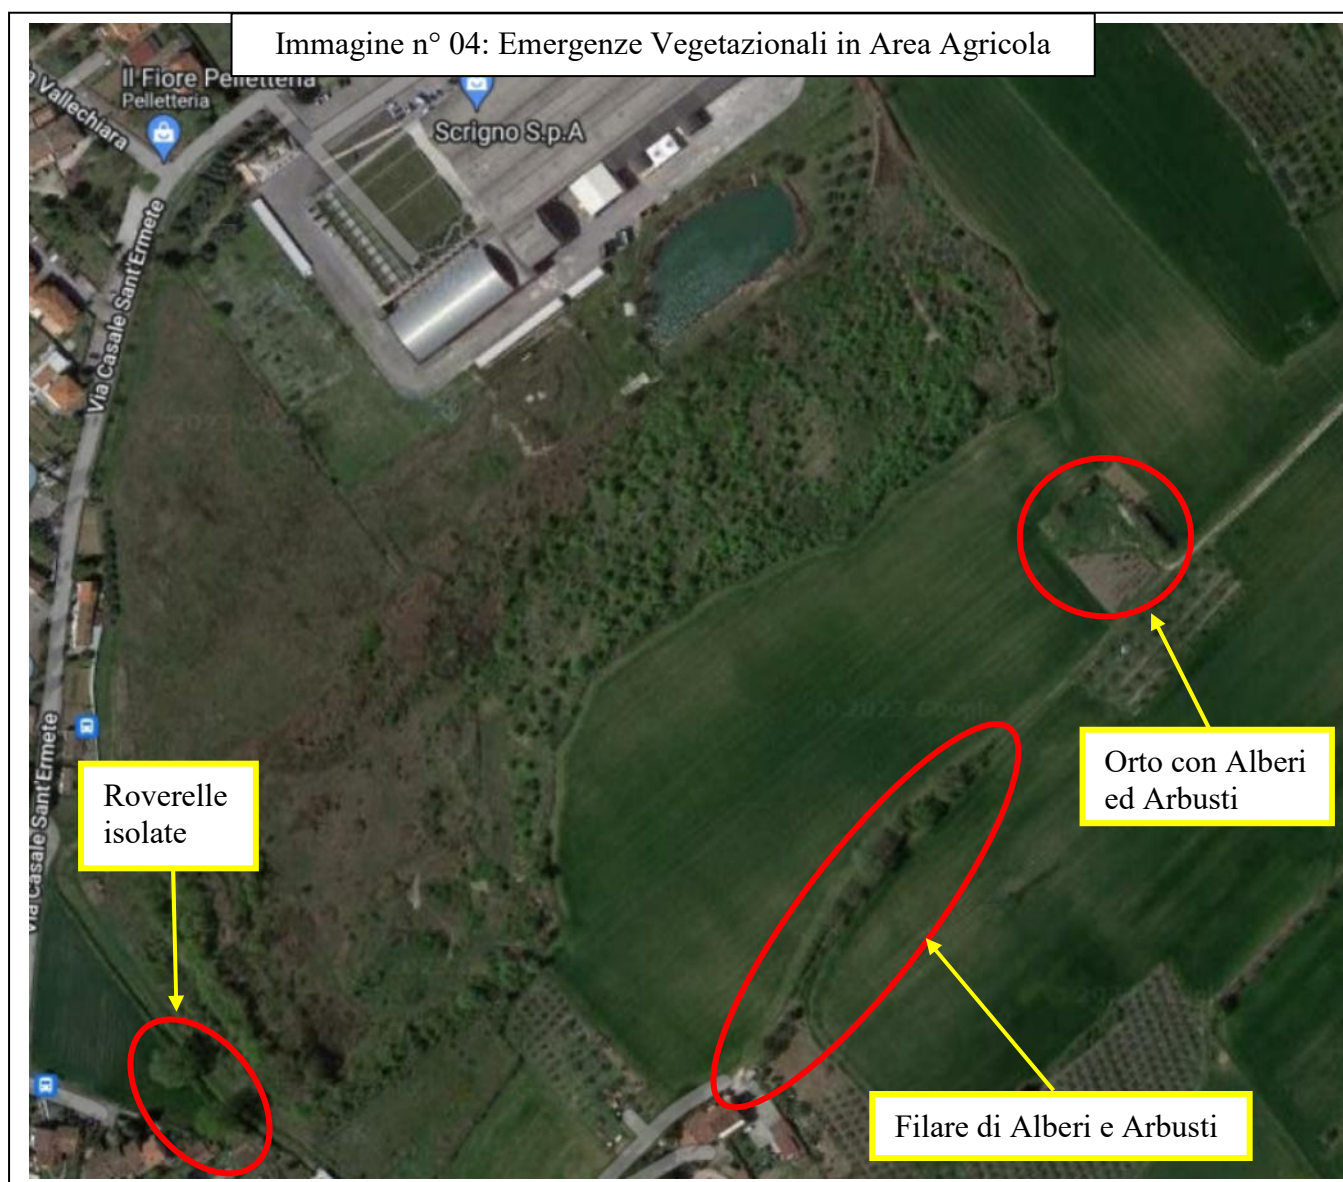 Immagine n° 04: Emergenze Vegetazionali in Area Agricola
Il Fiore Pelletteria
Pelletteria
Vallechiara
Scrigno S.p.A
Via Casale Sant'Ermete
Via Casale Sant'Ermete
Roverelle
isolate
Orto con Alberi
ed Arbusti
Filare di Alberi e Arbusti